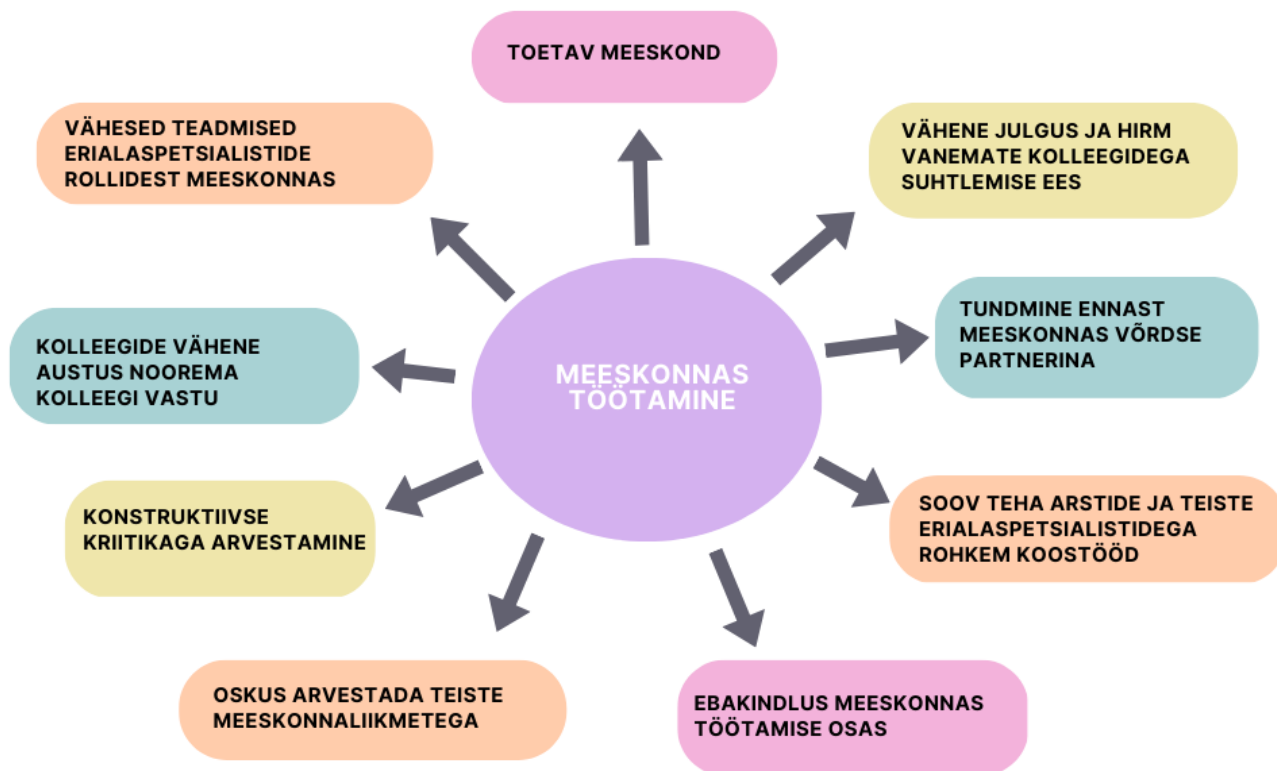 TOETAV MEESKOND
VÄHESED TEADMISED
ERIALASPETSIALISTIDE
ROLLIDEST MEESKONNAS
VÄHENE JULGUS JA HIRM
VANEMATE KOLLEEGIDEGA
SUHTLEMISE EES
KOLLEEGIDE VÄHENE
AUSTUS NOOREMA
KOLLEEGI VASTU
MEESKONNAS
TÖÖTAMINE
TUNDMINE ENNAST
MEESKONNAS VÕRDSE
PARTNERINA
KONSTRUKTIIVSE
KRIITIKAGA ARVESTAMINE
SOOV TEHA ARSTIDE JA TEISTE
ERIALASPETSIALISTIDEGA
ROHKEM KOOSTÖÖD
OSKUS ARVESTADA TEISTE
MEESKONNALIIKMETEGA
EBAKINDLUS MEESKONNAS
TÖÖTAMISE OSAS